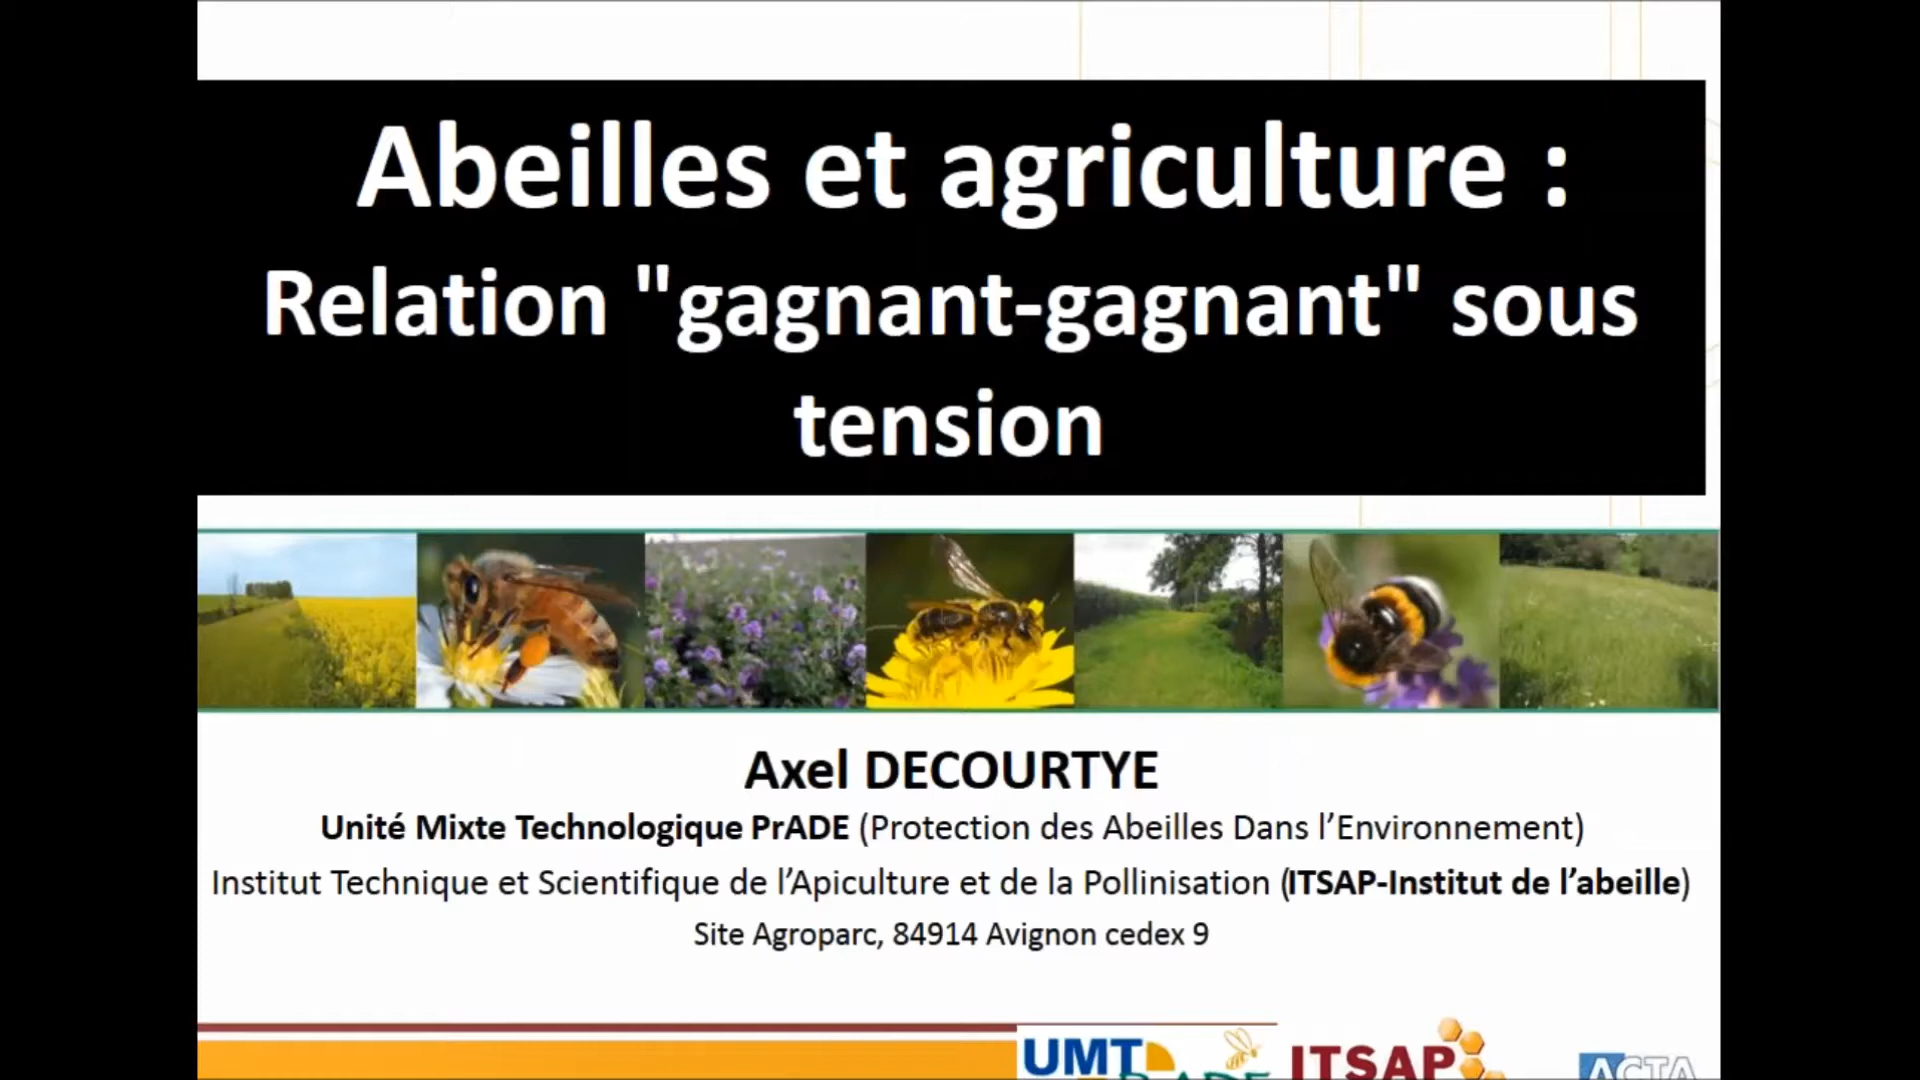 Abeilles et agriculture :
Relation "gagnant-gagnant" sous
tension
Axel DECOURTYE
Unité Mixte Technologique PrADE (Protection des Abeilles Dans l’Environnement)
Institut Technique et Scientifique de l’Apiculture et de la Pollinisation (ITSAP-Institut de l’abeille)
Site Agroparc, 84914 Avignon cedex 9
UMT
ITSAP
ACTA